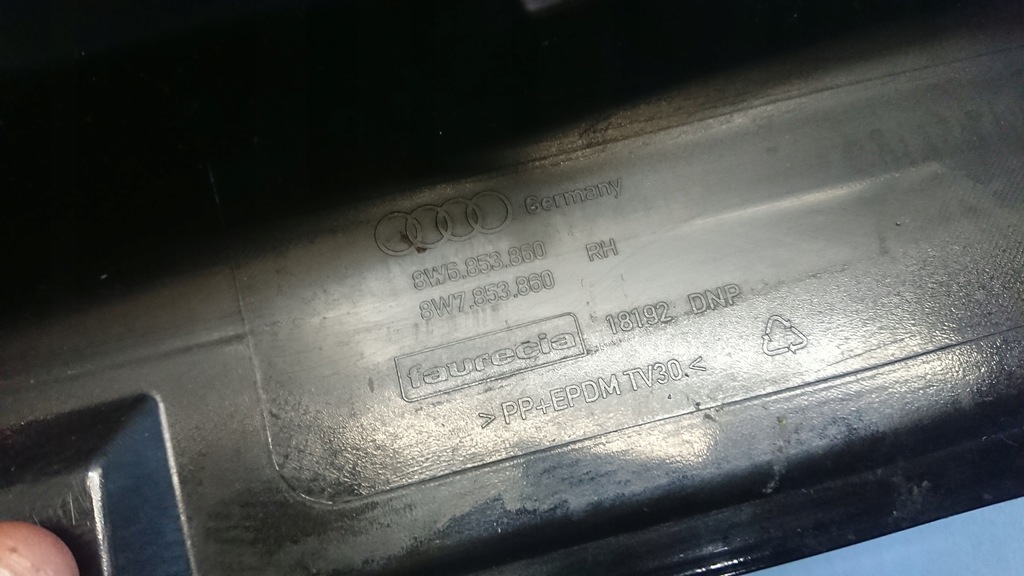 Germany
8W6.853.860 RH
8W7.853.860
faurecia 18192 DNP
>PP+EPDM TV30.<